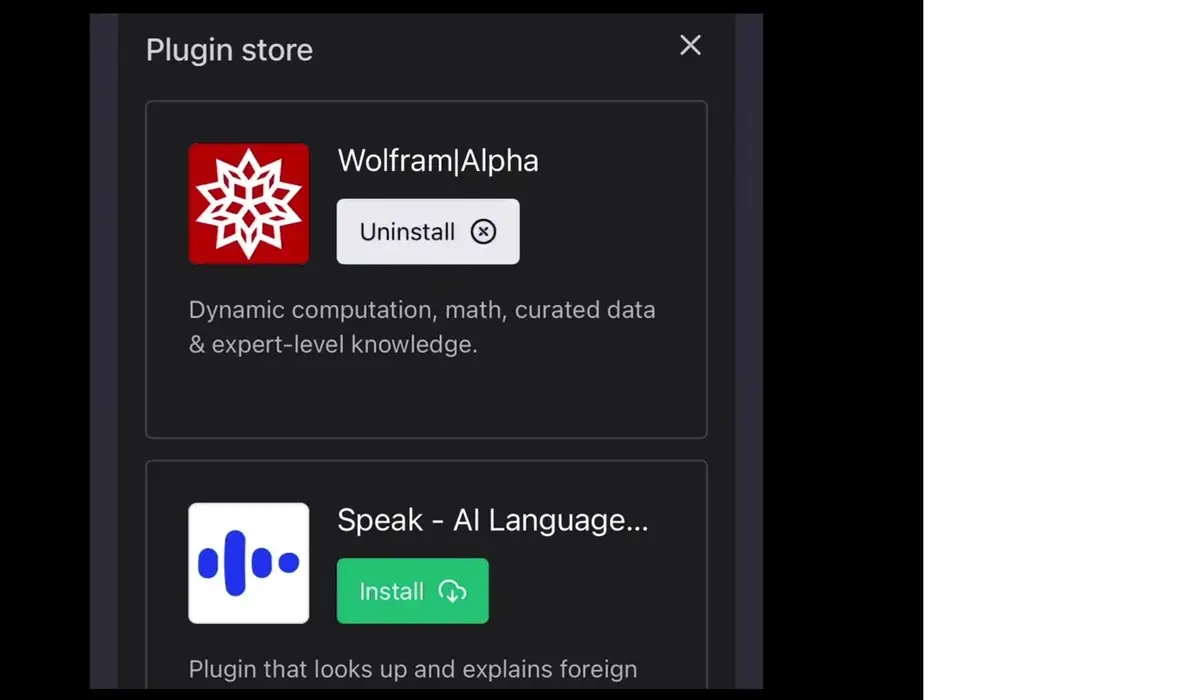 Plugin store
Wolfram|Alpha
Uninstall
Dynamic computation, math, curated data
& expert-level knowledge.
Speak - AI Language...
Install
Plugin that looks up and explains foreign